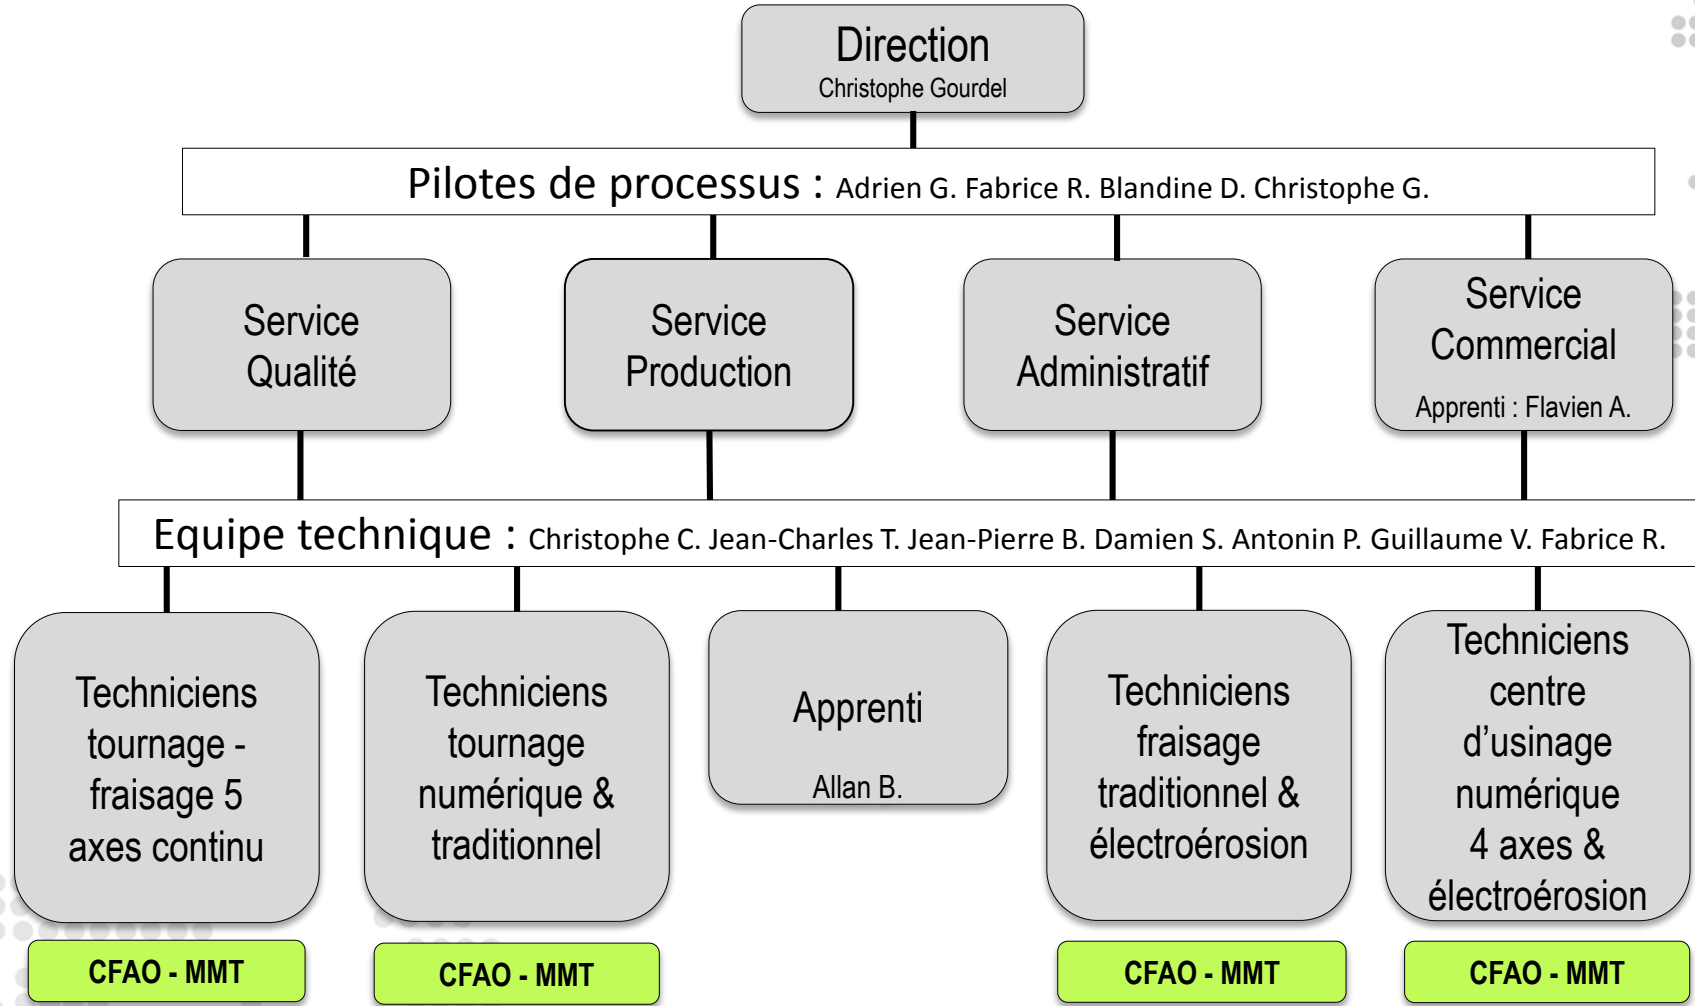 Direction
Christophe Gourdel
Pilotes de processus : Adrien G. Fabrice R. Blandine D. Christophe G.
Service
Qualité
Service
Production
Service
Administratif
Service
Commercial
Apprenti : Flavien A.
Equipe technique : Christophe C. Jean-Charles T. Jean-Pierre B. Damien S. Antonin P. Guillaume V. Fabrice R.
Techniciens
tournage -
fraisage 5
axes continu
Techniciens
tournage
numérique &
traditionnel
Apprenti
Allan B.
Techniciens
fraisage
traditionnel &
électroérosion
Techniciens
centre
d’usinage
numérique
4 axes &
électroérosion
CFAO - MMT
CFAO - MMT
CFAO - MMT
CFAO - MMT